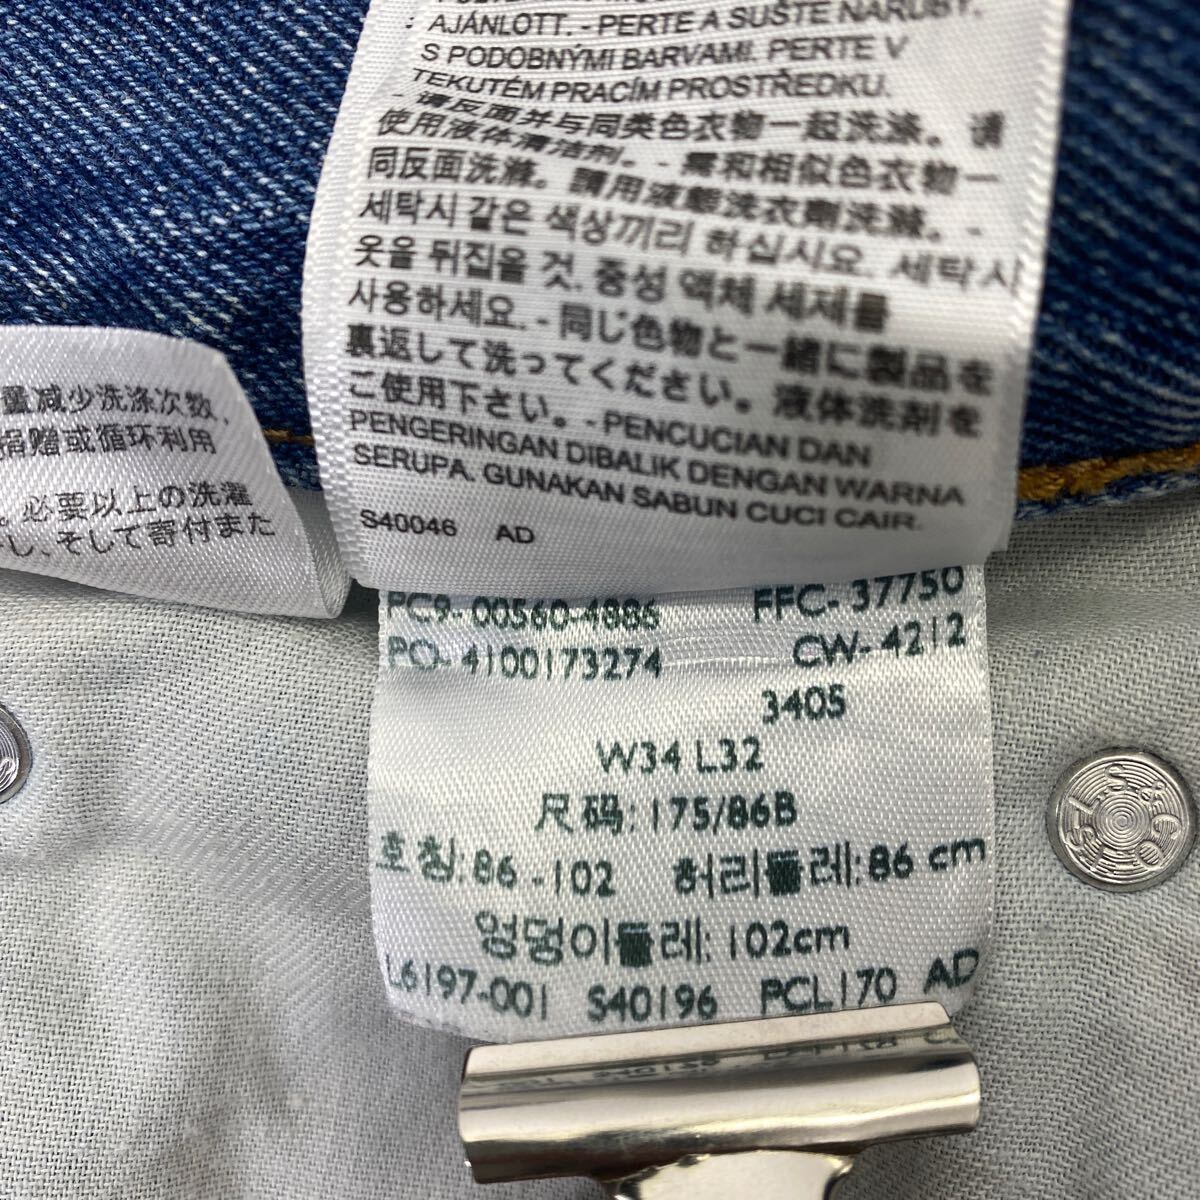 AJÁNLOTT. - PERTE A SUŠTE NARUBY,
S PODOBNÝMI BARVAMI. PERTE V
TEKUTÉM PRACÍM PROSTŘEDKU.
- 请反面并与同类色衣物一起洗涤。请
使用液体清洁剂。- 需和相似色衣物一
同反面洗滌。請用液態洗衣劑洗滌。-
세탁시 같은 색상끼리 하십시요. 세탁시
옷을 뒤집을 것. 중성 액체 세제를
사용하세요. - 同じ色物と一緒に製品を
裏返して洗ってください。液体洗剤を
ご使用下さい。- PENCUCIAN DAN
PENGERINGAN DIBALIK DENGAN WARNA
SERUPA. GUNAKAN SABUN CUCI CAIR.
S40046 AD
量减少洗涤次数,
捐赠或循环利用
。必要以上の洗濯
し、そして寄付また
PC9-00560-4886 FFC-37750
PO-4100173274 CW-4212
3405
W34 L32
尺码:175/86B
호칭:86-102 허리둘레:86 cm
엉덩이둘레:102cm
L6197-001 S40196 PCL170 AD
L.S.& Co